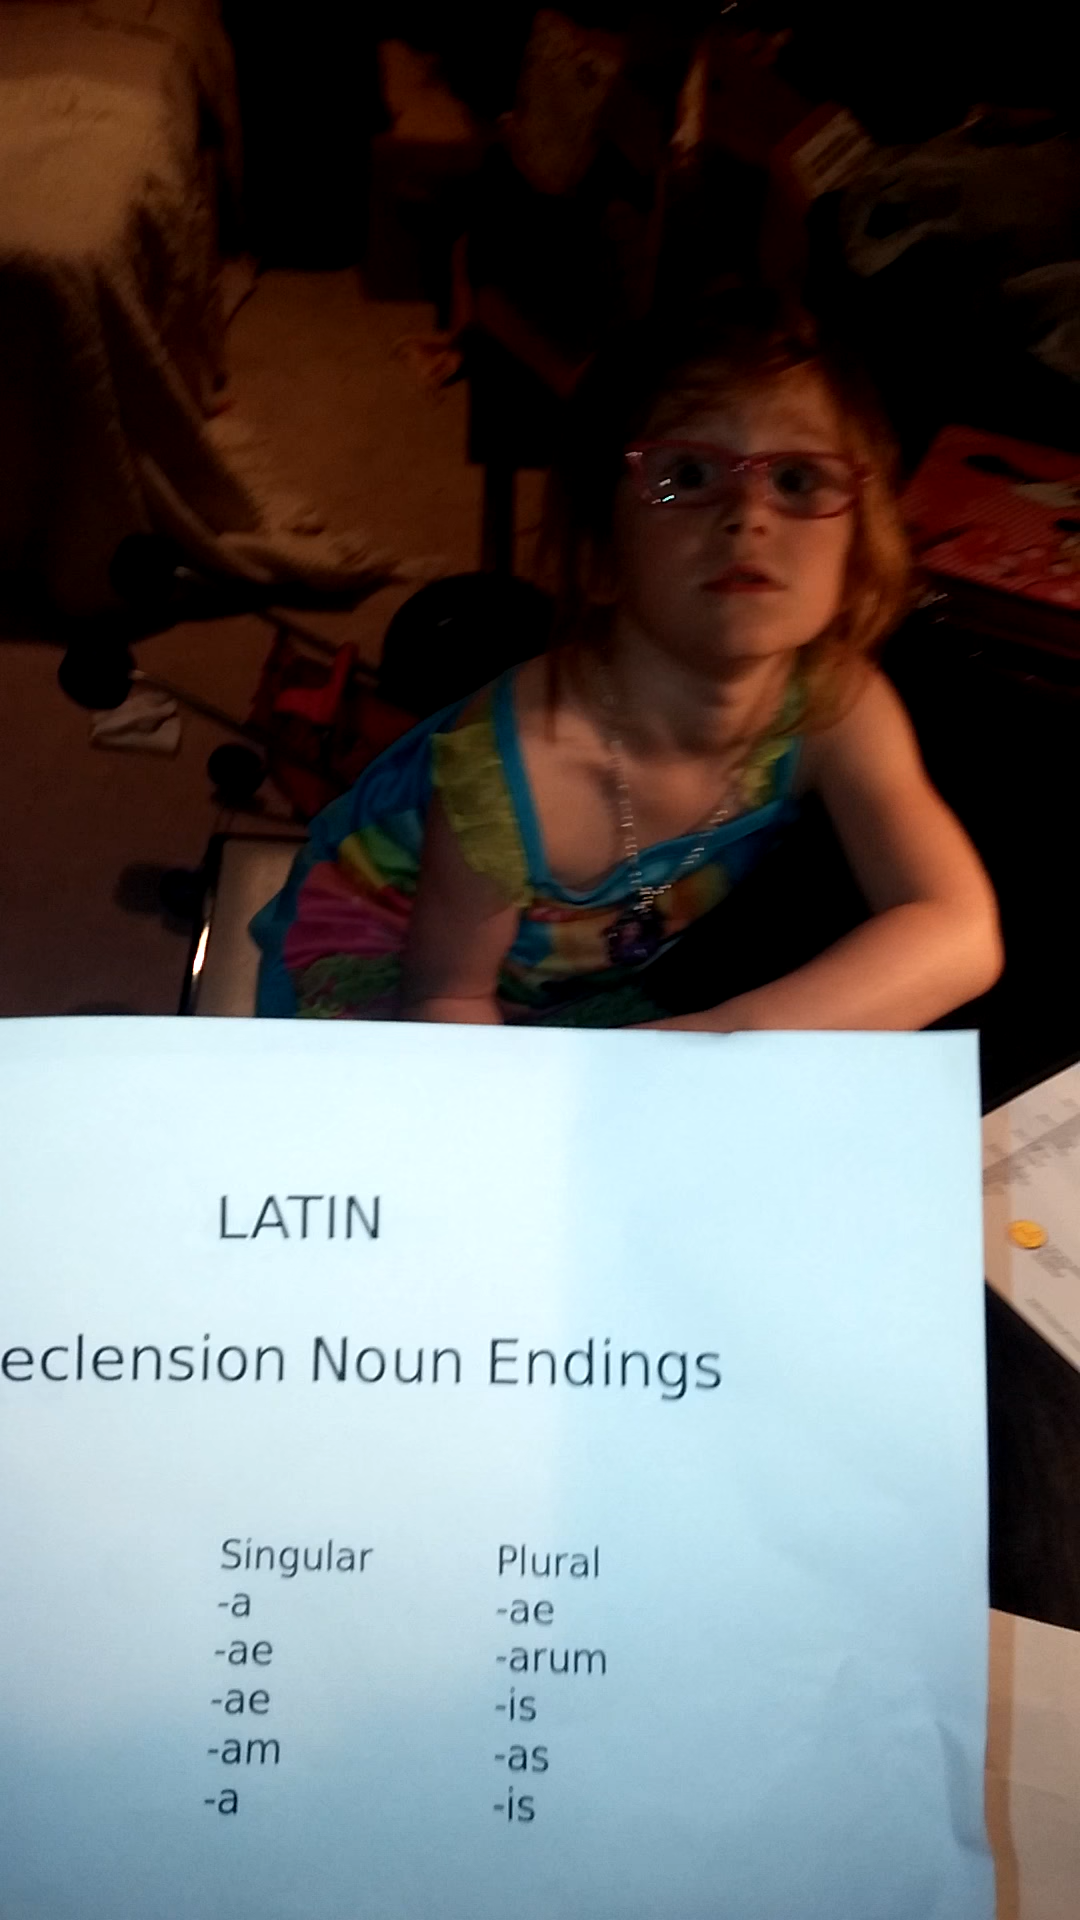 LATIN
eclension Noun Endings
Singular Plural
-a -ae
-ae -arum
-ae -is
-am -as
-a -is